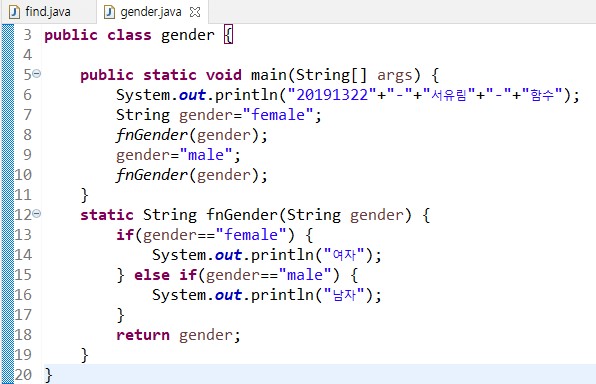 find.java gender.java
3 public class gender {
4
5 public static void main(String[] args) {
6 System.out.println("20191322"+"-"+"서유림"+"-"+"함수");
7 String gender="female";
8 fnGender(gender);
9 gender="male";
10 fnGender(gender);
11 }
12 static String fnGender(String gender) {
13 if(gender=="female") {
14 System.out.println("여자");
15 } else if(gender=="male") {
16 System.out.println("남자");
17 }
18 return gender;
19 }
20 }